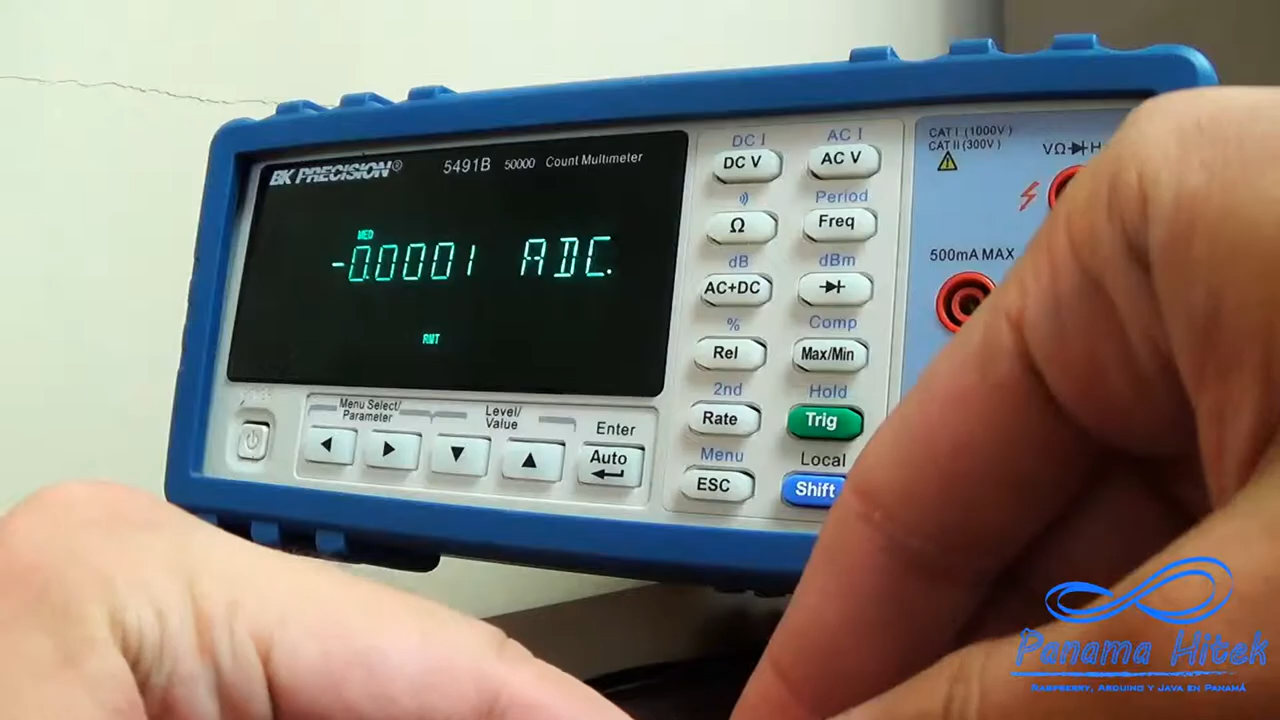 BK PRECISION® 5491B 50000 Count Multimeter
MED
-0.0001 ADC.
RMT
Menu Select/
Parameter
Level/
Value
Enter
Auto
DC I
AC I
DC V
AC V
Period
Ω
Freq
dB
dBm
AC+DC
%
Comp
Rel
Max/Min
2nd
Hold
Rate
Trig
Menu
Local
ESC
Shift
CAT I (1000V)
CAT II (300V)
VΩ
H
500mA MAX
Panama Hitek
RASPBERRY, ARDUINO Y JAVA EN PANAMÁ